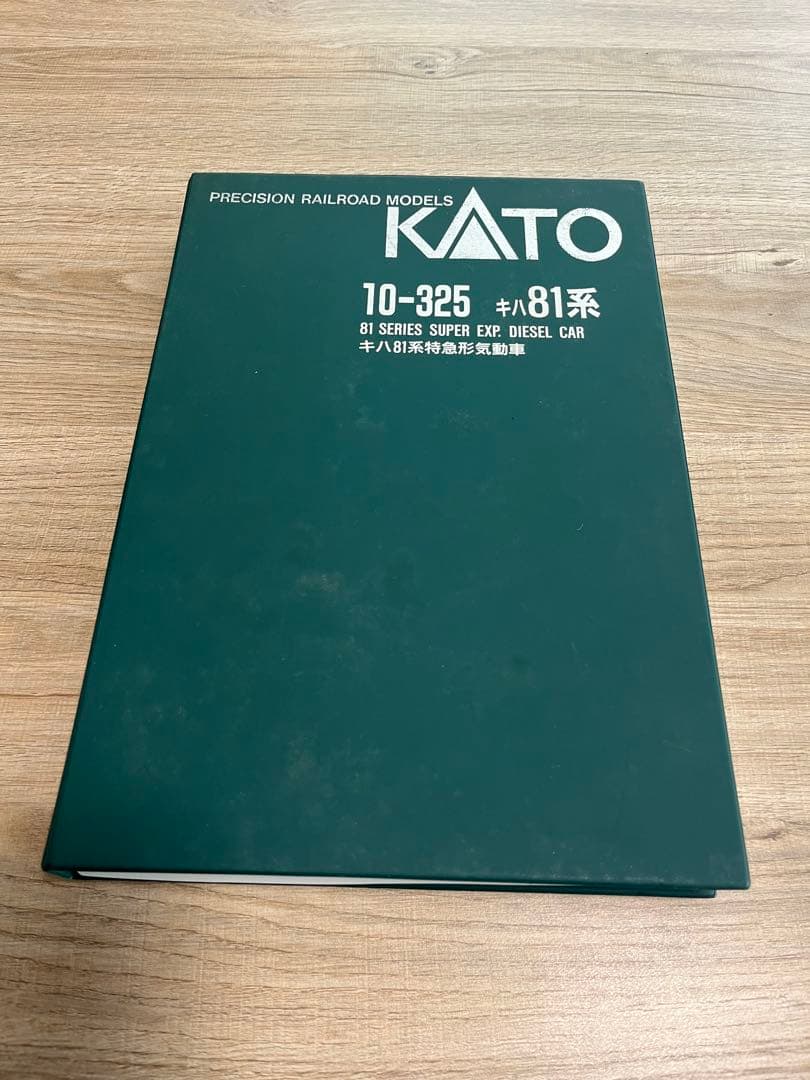 PRECISION RAILROAD MODELS
KATO
10-325 キハ81系
81 SERIES SUPER EXP. DIESEL CAR
キハ81系特急形気動車